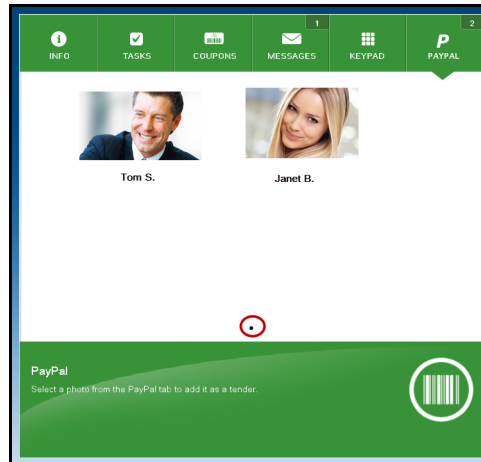 1
2
INFO
TASKS
COUPONS
MESSAGES
KEYPAD
PAYPAL
Tom S.
Janet B.
PayPal
Select a photo from the PayPal tab to add it as a tender.